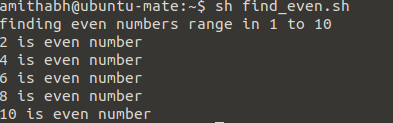 amithabh@ubuntu-mate:~$ sh find_even.sh
finding even numbers range in 1 to 10
2 is even number
4 is even number
6 is even number
8 is even number
10 is even number